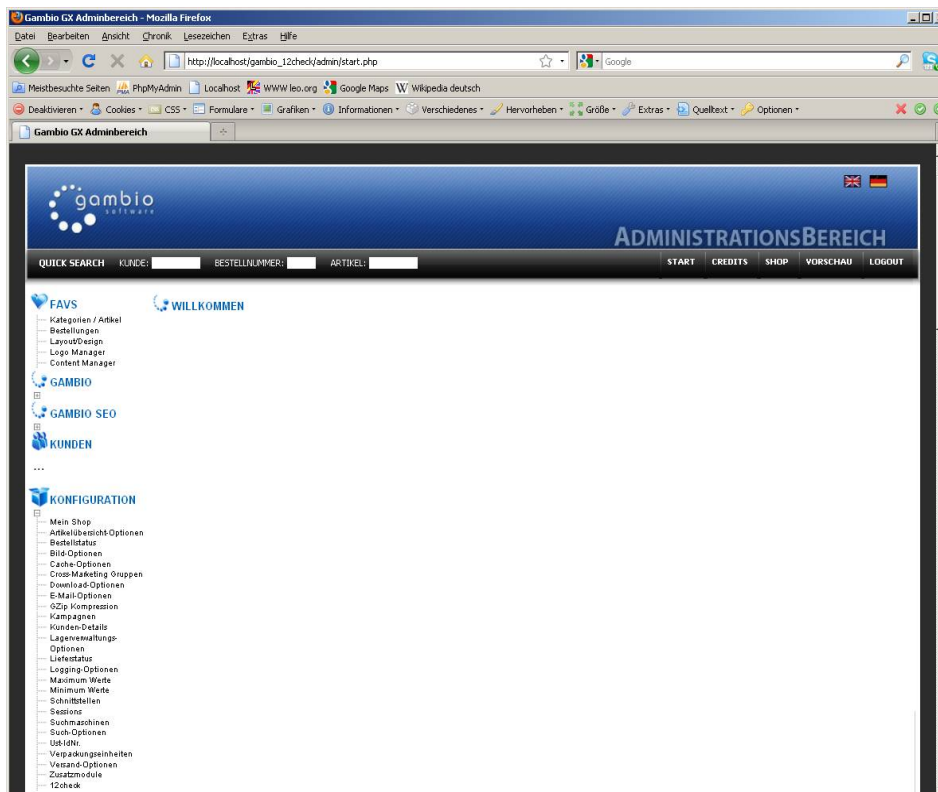 Gambio GX Adminbereich - Mozilla Firefox
Datei Bearbeiten Ansicht Chronik Lesezeichen Extras Hilfe
http://localhost/gambio_12check/admin/start.php Google
Meistbesuchte Seiten PhpMyAdmin Localhost WWW leo.org Google Maps Wikipedia deutsch
Deaktivieren Cookies CSS Formulare Grafiken Informationen Verschiedenes Hervorheben Größe Extras Quelltext Optionen
Gambio GX Adminbereich
gambio
software
ADMINISTRATIONSBEREICH
QUICK SEARCH KUNDE: BESTELLNUMMER: ARTIKEL: START CREDITS SHOP VORSCHAU LOGOUT
FAVS
WILLKOMMEN
Kategorien / Artikel
Bestellungen
Layout/Design
Logo Manager
Content Manager
GAMBIO
GAMBIO SEO
KUNDEN
...
KONFIGURATION
Mein Shop
Artikelübersicht-Optionen
Bestellstatus
Bild-Optionen
Cache-Optionen
Cross-Marketing Gruppen
Download-Optionen
E-Mail-Optionen
GZip Kompression
Kampagnen
Kunden-Details
Lagerverwaltungs-
Optionen
Lieferstatus
Logging-Optionen
Maximum Werte
Minimum Werte
Schnittstellen
Sessions
Suchmaschinen
Such-Optionen
Ust-IdNr.
Verpackungseinheiten
Versand-Optionen
Zusatzmodule
12check